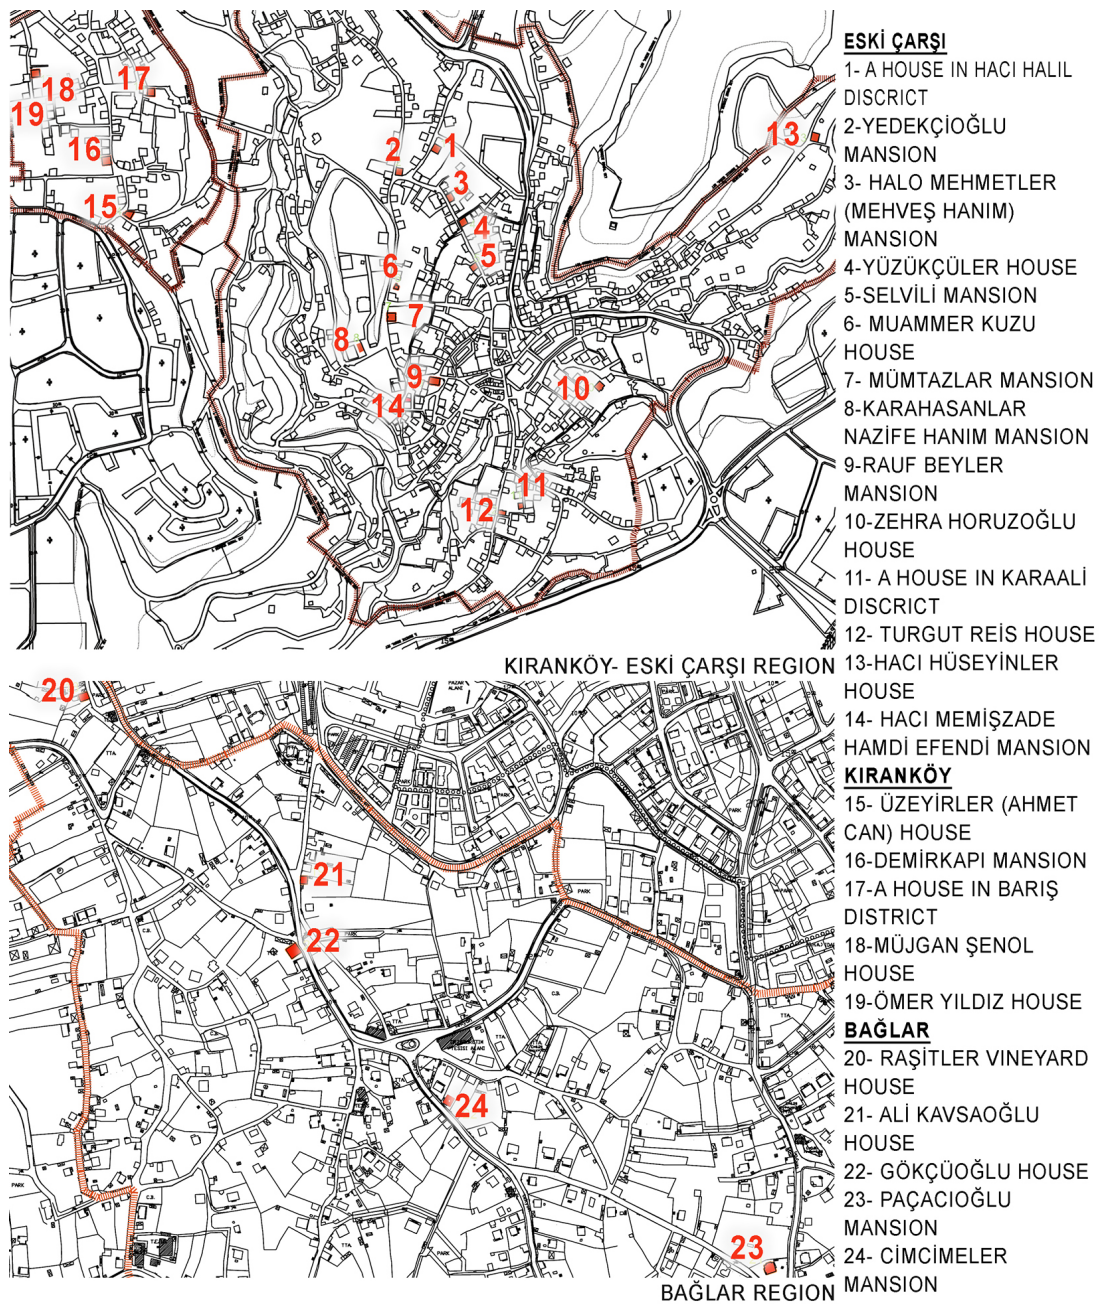 18
17
19
16
15
2
1
3
4
5
6
7
8
9
14
10
11
12
13
KIRANKÖY- ESKİ ÇARŞI REGION
20
PAZAR
ALANI
TTA
PARK
PARK
21
PARK
22
PARK
C.B.
C.B.
TTA
24
PARK
C.B.
PARK
23
BAĞLAR REGION
ESKİ ÇARŞI
1- A HOUSE IN HACI HALIL
DISCRICT
2-YEDEKÇİOĞLU
MANSION
3- HALO MEHMETLER
(MEHVEŞ HANIM)
MANSION
4-YÜZÜKÇÜLER HOUSE
5-SELVİLİ MANSION
6- MUAMMER KUZU
HOUSE
7- MÜMTAZLAR MANSION
8-KARAHASANLAR
NAZİFE HANIM MANSION
9-RAUF BEYLER
MANSION
10-ZEHRA HORUZOĞLU
HOUSE
11- A HOUSE IN KARAALİ
DISCRICT
12- TURGUT REİS HOUSE
13-HACI HÜSEYİNLER
HOUSE
14- HACI MEMİŞZADE
HAMDİ EFENDİ MANSION
KIRANKÖY
15- ÜZEYİRLER (AHMET
CAN) HOUSE
16-DEMİRKAPI MANSION
17-A HOUSE IN BARIŞ
DISTRICT
18-MÜJGAN ŞENOL
HOUSE
19-ÖMER YILDIZ HOUSE
BAĞLAR
20- RAŞİTLER VINEYARD
HOUSE
21- ALİ KAVSAOĞLU
HOUSE
22- GÖKÇÜOĞLU HOUSE
23- PAÇACIOĞLU
MANSION
24- CİMCİMELER
MANSION